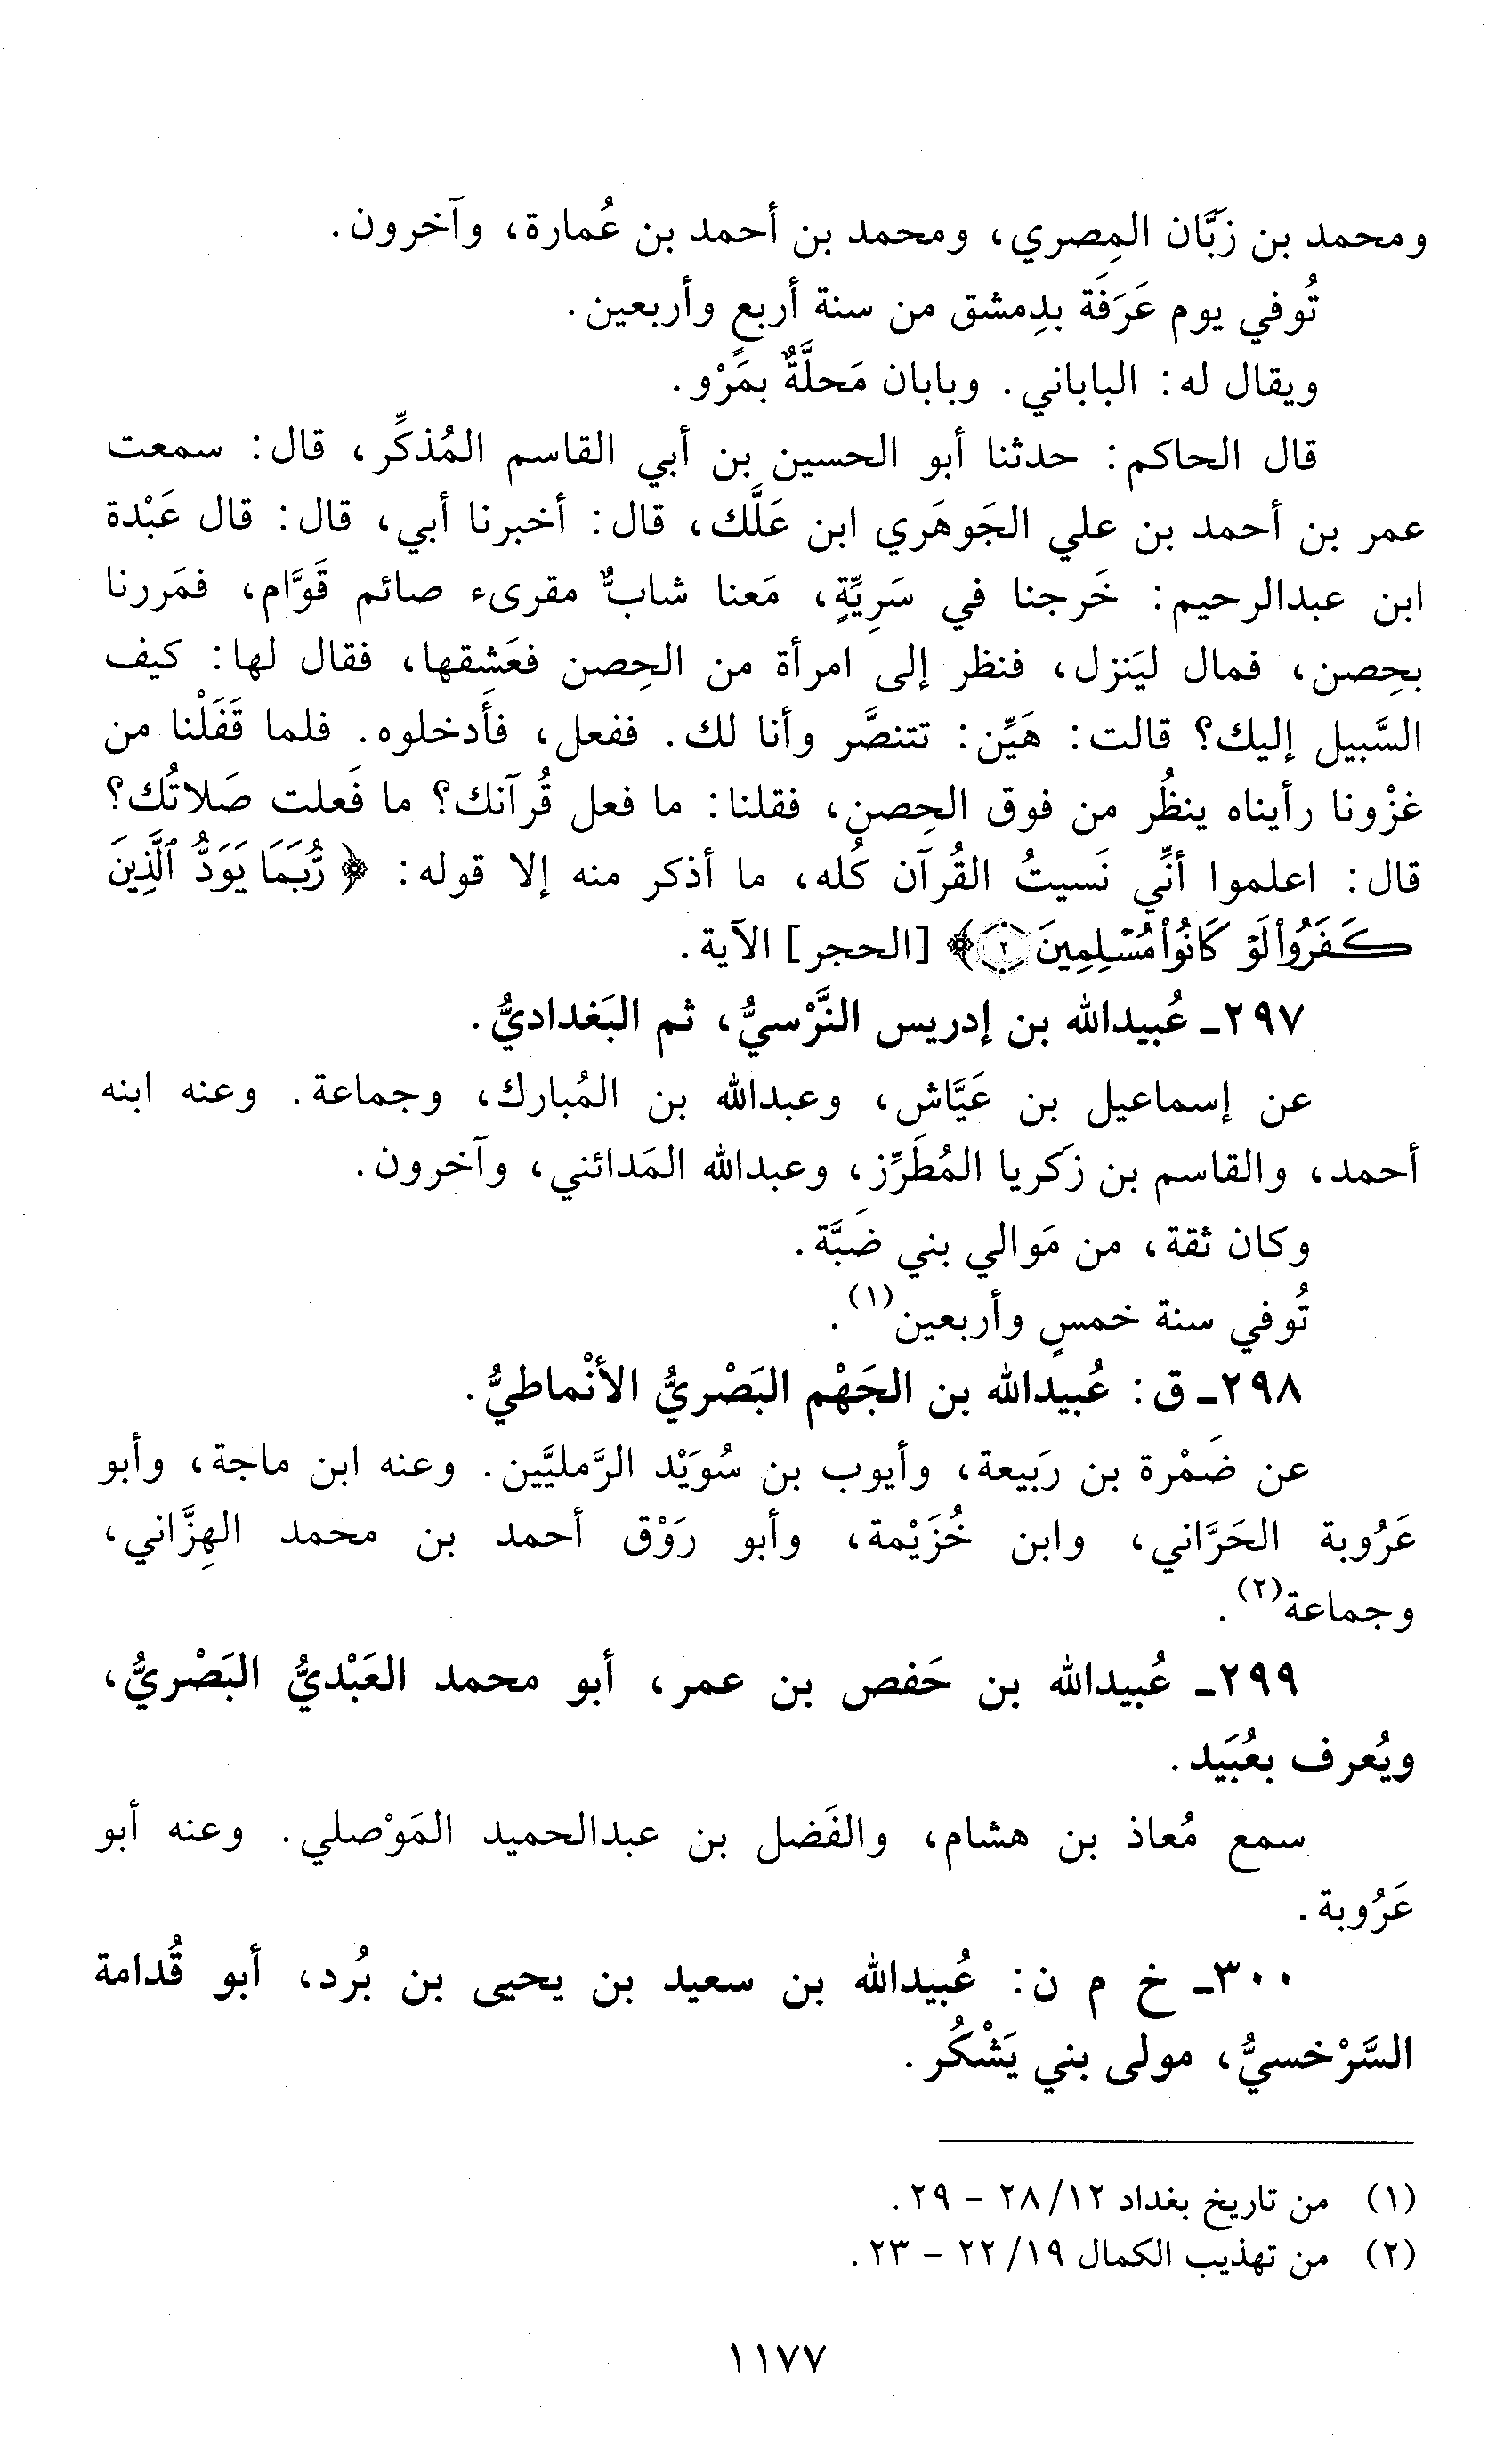 ومحمد بن زَبَّان المِصري، ومحمد بن أحمد بن عُمارة، وآخرون.
تُوفي يوم عَرَفَة بدِمشق من سنة أربعٍ وأربعين.
ويقال له: الباباني. وبابان مَحلَّةٌ بمَرْو.
قال الحاكم: حدثنا أبو الحسين بن أبي القاسم المُذكِّر، قال: سمعت
عمر بن أحمد بن علي الجَوهَري ابن عَلَّك، قال: أخبرنا أبي، قال: قال عَبْدة
ابن عبدالرحيم: خَرجنا في سَرِيَّةٍ، مَعنا شابٌّ مقرىء صائم قَوَّام، فمَررنا
بحِصن، فمال ليَنزل، فنظر إلى امرأة من الحِصن فعَشِقها، فقال لها: كيف
السَّبيل إليك؟ قالت: هَيِّن: تتنصَّر وأنا لك. ففعل، فأَدخلوه. فلما قَفَلْنا من
غزْونا رأيناه ينظُر من فوق الحِصن، فقلنا: ما فعل قُرآنك؟ ما فَعلت صَلاتُك؟
قال: اعلموا أنِّي نَسيتُ القُرآن كُله، ما أذكر منه إلا قوله: ﴿ رُّبَمَا يَوَدُّ ٱلَّذِينَ
كَفَرُوا۟ لَوْ كَانُوا۟ مُسْلِمِينَ ٢﴾ [الحجر] الآية.
٢٩٧ـ عُبيدالله بن إدريس النَّرْسيُّ، ثم البَغداديُّ.
عن إسماعيل بن عَيَّاش، وعبدالله بن المُبارك، وجماعة. وعنه ابنه
أحمد، والقاسم بن زكريا المُطَرِّز، وعبدالله المَدائني، وآخرون.
وكان ثقة، من مَوالي بني ضَبَّة.
تُوفي سنة خمسٍ وأربعين(١).
٢٩٨ـ ق: عُبيدالله بن الجَهْم البَصْريُّ الأنْماطيُّ.
عن ضَمْرة بن رَبيعة، وأيوب بن سُوَيْد الرَّمليَّين. وعنه ابن ماجة، وأبو
عَرُوبة الحَرَّاني، وابن خُزَيْمة، وأبو رَوْق أحمد بن محمد الهِزَّاني،
وجماعة(٢).
٢٩٩ـ عُبيدالله بن حَفص بن عمر، أبو محمد العَبْديُّ البَصْريُّ،
ويُعرف بعُبَيد.
سمع مُعاذ بن هشام، والفَضل بن عبدالحميد المَوْصلي. وعنه أبو
عَرُوبة.
٣٠٠ـ خ م ن: عُبيدالله بن سعيد بن يحيى بن بُرد، أبو قُدامة
السَّرْخسيُّ، مولى بني يَشْكُر.
(١) من تاريخ بغداد ١٢/ ٢٨ - ٢٩.
(٢) من تهذيب الكمال ١٩/ ٢٢ - ٢٣.
١١٧٧